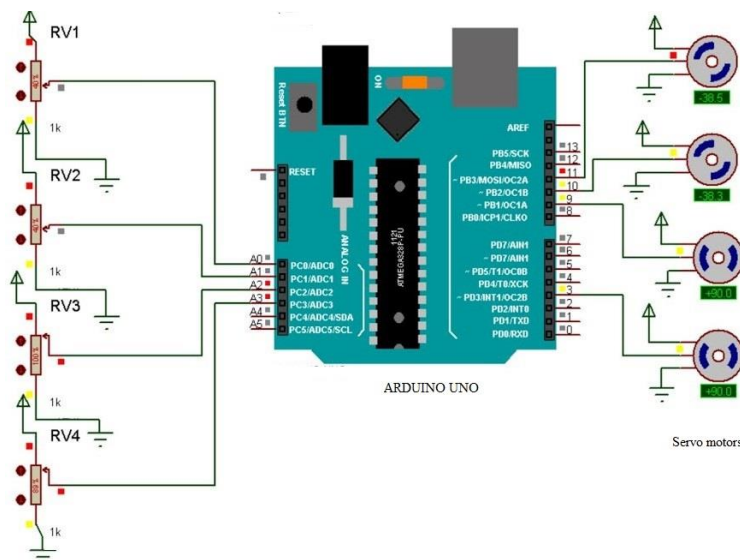 RV1
1k
RV2
1k
RV3
1k
RV4
1k
Reset BTN
ON
RESET
ANALOG IN
1121
ATMEGA328P-PU
A0
A1
A2
A3
A4
A5
PC0/ADC0
PC1/ADC1
PC2/ADC2
PC3/ADC3
PC4/ADC4/SDA
PC5/ADC5/SCL
AREF
PB5/SCK
PB4/MISO
~ PB3/MOSI/OC2A
~ PB2/OC1B
~ PB1/OC1A
PB0/ICP1/CLKO
13
12
11
10
9
8
PD7/AIN1
~ PD7/AIN1
~ PD5/T1/OC0B
PD4/T0/XCK
~ PD3/INT1/OC2B
PD2/INT0
PD1/TXD
PD0/RXD
7
6
5
4
3
2
1
0
ARDUINO UNO
-38.5
-38.3
+90.0
+90.0
Servo motors